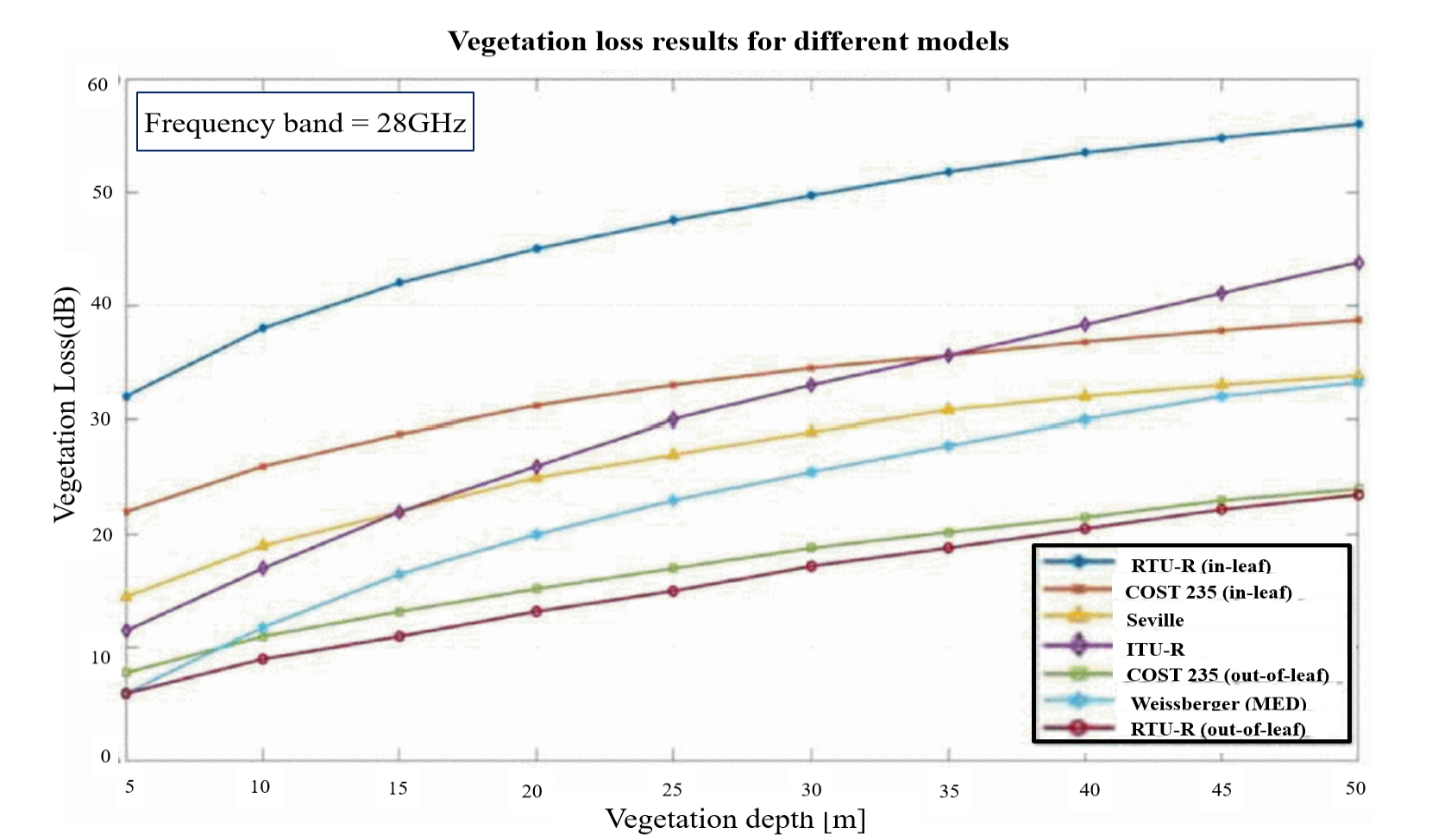 Vegetation loss results for different models
60
Frequency band = 28GHz
50
40
30
20
10
0
Vegetation Loss(dB)
RTU-R (in-leaf)
COST 235 (in-leaf)
Seville
ITU-R
COST 235 (out-of-leaf)
Weissberger (MED)
RTU-R (out-of-leaf)
5 10 15 20 25 30 35 40 45 50
Vegetation depth [m]